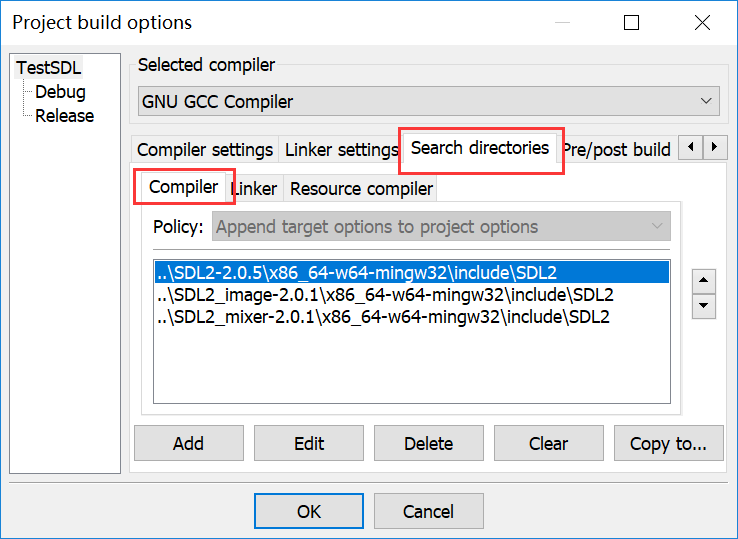 Project build options
TestSDL
Debug
Release
Selected compiler
GNU GCC Compiler
Compiler settings Linker settings Search directories Pre/post build
Compiler Linker Resource compiler
Policy: Append target options to project options
..\SDL2-2.0.5\x86_64-w64-mingw32\include\SDL2
..\SDL2_image-2.0.1\x86_64-w64-mingw32\include\SDL2
..\SDL2_mixer-2.0.1\x86_64-w64-mingw32\include\SDL2
Add Edit Delete Clear Copy to...
OK Cancel